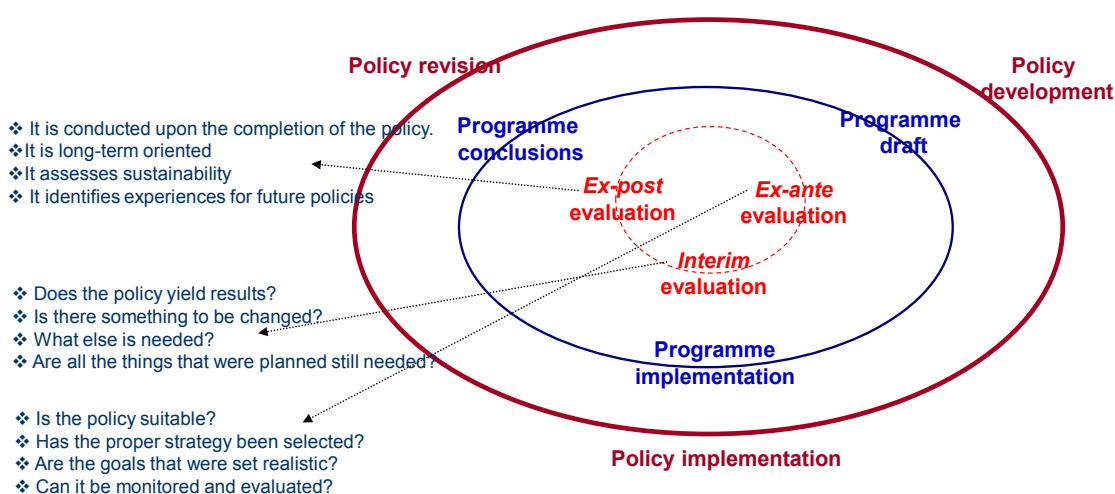 Policy revision
Policy
development
❖ It is conducted upon the completion of the policy.
❖It is long-term oriented
❖It assesses sustainability
❖ It identifies experiences for future policies
Programme
conclusions
Programme
draft
Ex-post
evaluation
Ex-ante
evaluation
Interim
evaluation
❖ Does the policy yield results?
❖ Is there something to be changed?
❖ What else is needed?
❖ Are all the things that were planned still needed?
Programme
implementation
❖ Is the policy suitable?
❖ Has the proper strategy been selected?
❖ Are the goals that were set realistic?
❖ Can it be monitored and evaluated?
Policy implementation